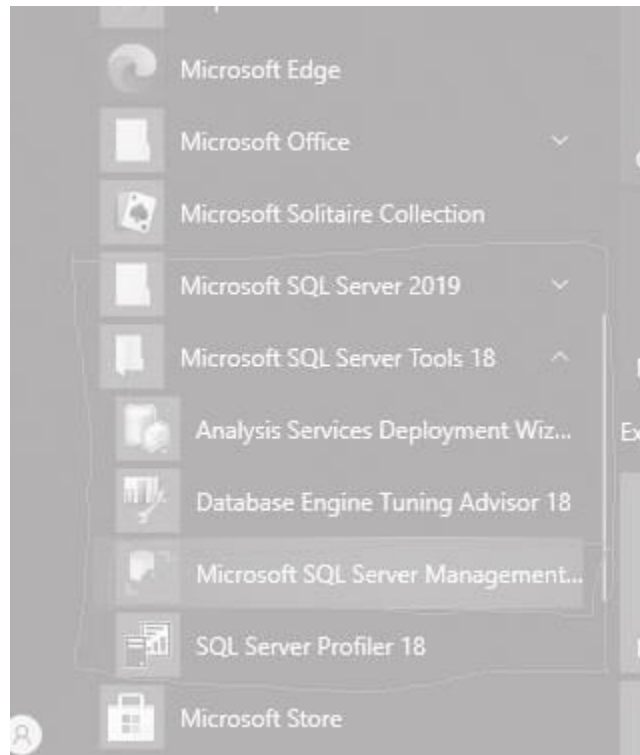 Microsoft Edge
Microsoft Office
Microsoft Solitaire Collection
Microsoft SQL Server 2019
Microsoft SQL Server Tools 18
Analysis Services Deployment Wiz...
Ex
Database Engine Tuning Advisor 18
Microsoft SQL Server Management...
SQL Server Profiler 18
Microsoft Store